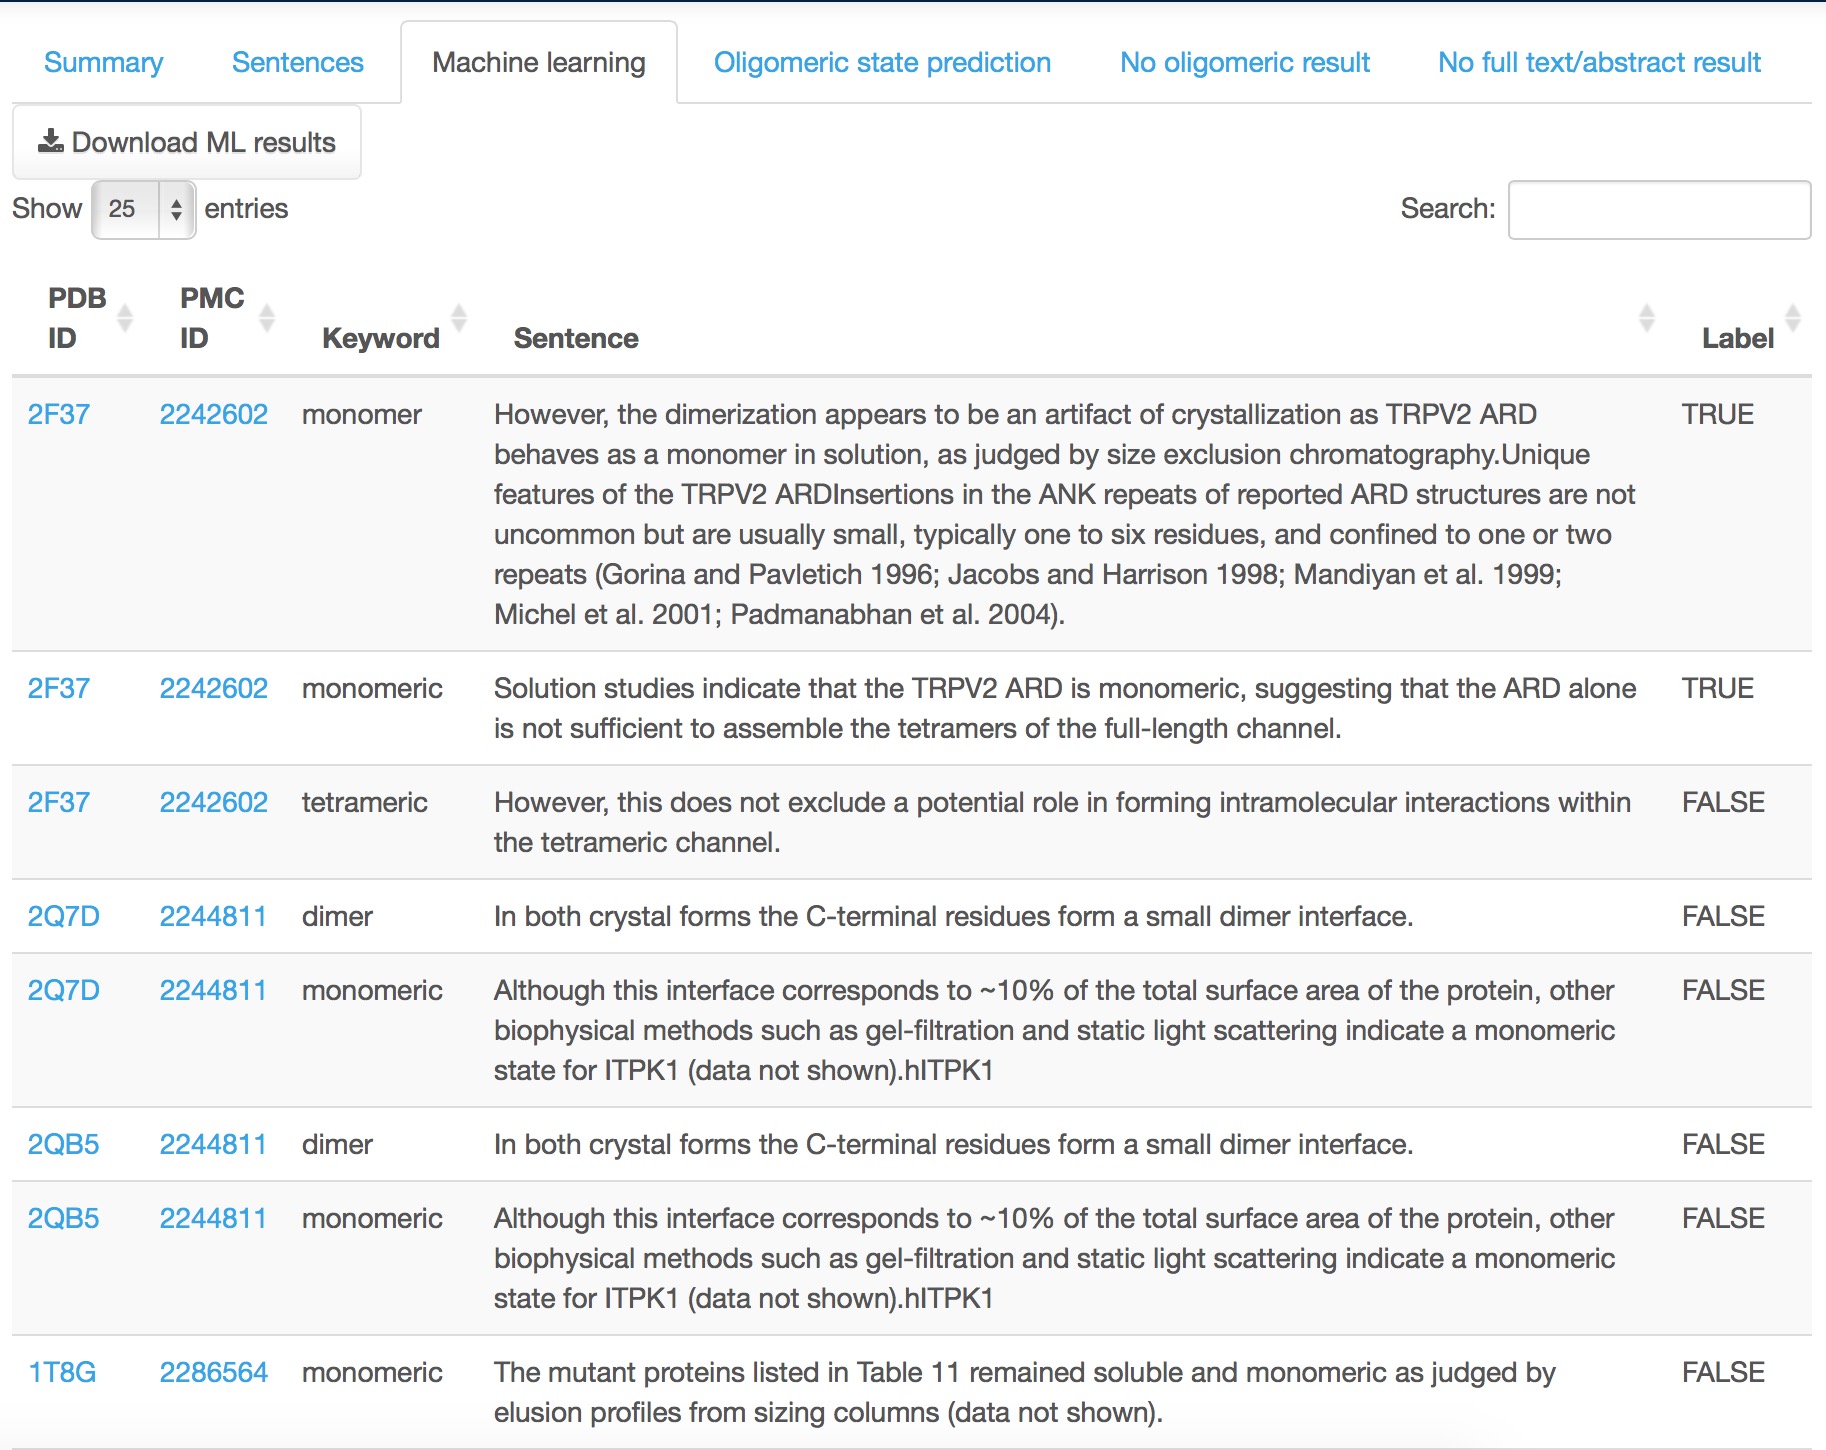 Summary Sentences Machine learning Oligomeric state prediction No oligomeric result No full text/abstract result
Download ML results
Show 25 entries Search:
PDB ID PMC ID Keyword Sentence Label
2F37 2242602 monomer However, the dimerization appears to be an artifact of crystallization as TRPV2 ARD TRUE
behaves as a monomer in solution, as judged by size exclusion chromatography.Unique
features of the TRPV2 ARDInsertions in the ANK repeats of reported ARD structures are not
uncommon but are usually small, typically one to six residues, and confined to one or two
repeats (Gorina and Pavletich 1996; Jacobs and Harrison 1998; Mandiyan et al. 1999;
Michel et al. 2001; Padmanabhan et al. 2004).
2F37 2242602 monomeric Solution studies indicate that the TRPV2 ARD is monomeric, suggesting that the ARD alone TRUE
is not sufficient to assemble the tetramers of the full-length channel.
2F37 2242602 tetrameric However, this does not exclude a potential role in forming intramolecular interactions within FALSE
the tetrameric channel.
2Q7D 2244811 dimer In both crystal forms the C-terminal residues form a small dimer interface. FALSE
2Q7D 2244811 monomeric Although this interface corresponds to ~10% of the total surface area of the protein, other FALSE
biophysical methods such as gel-filtration and static light scattering indicate a monomeric
state for ITPK1 (data not shown).hITPK1
2QB5 2244811 dimer In both crystal forms the C-terminal residues form a small dimer interface. FALSE
2QB5 2244811 monomeric Although this interface corresponds to ~10% of the total surface area of the protein, other FALSE
biophysical methods such as gel-filtration and static light scattering indicate a monomeric
state for ITPK1 (data not shown).hITPK1
1T8G 2286564 monomeric The mutant proteins listed in Table 11 remained soluble and monomeric as judged by FALSE
elusion profiles from sizing columns (data not shown).